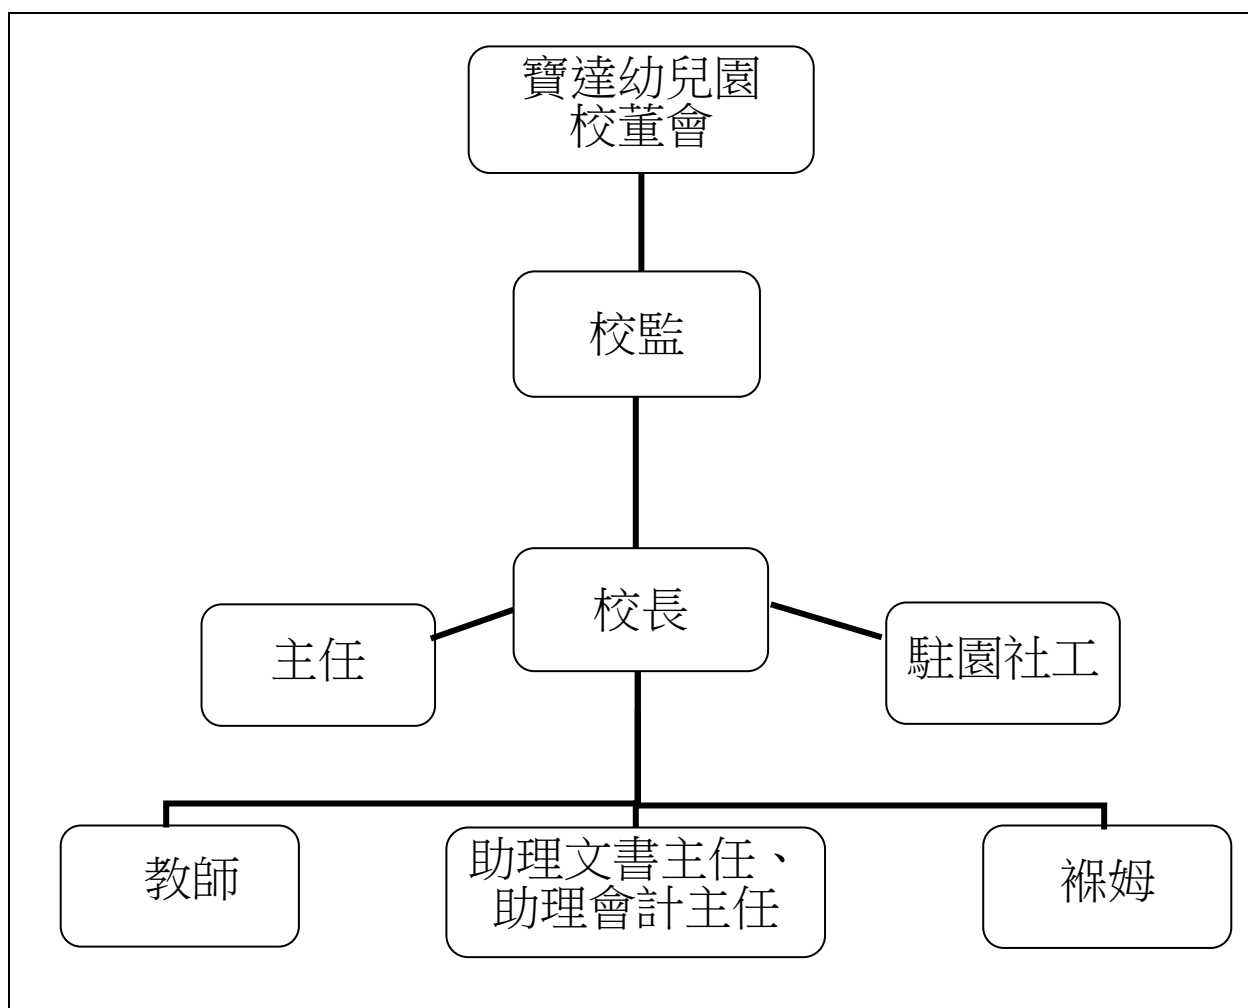 寶達幼兒園
校董會
校監
校長
主任
駐園社工
教師
助理文書主任、
助理會計主任
褓姆